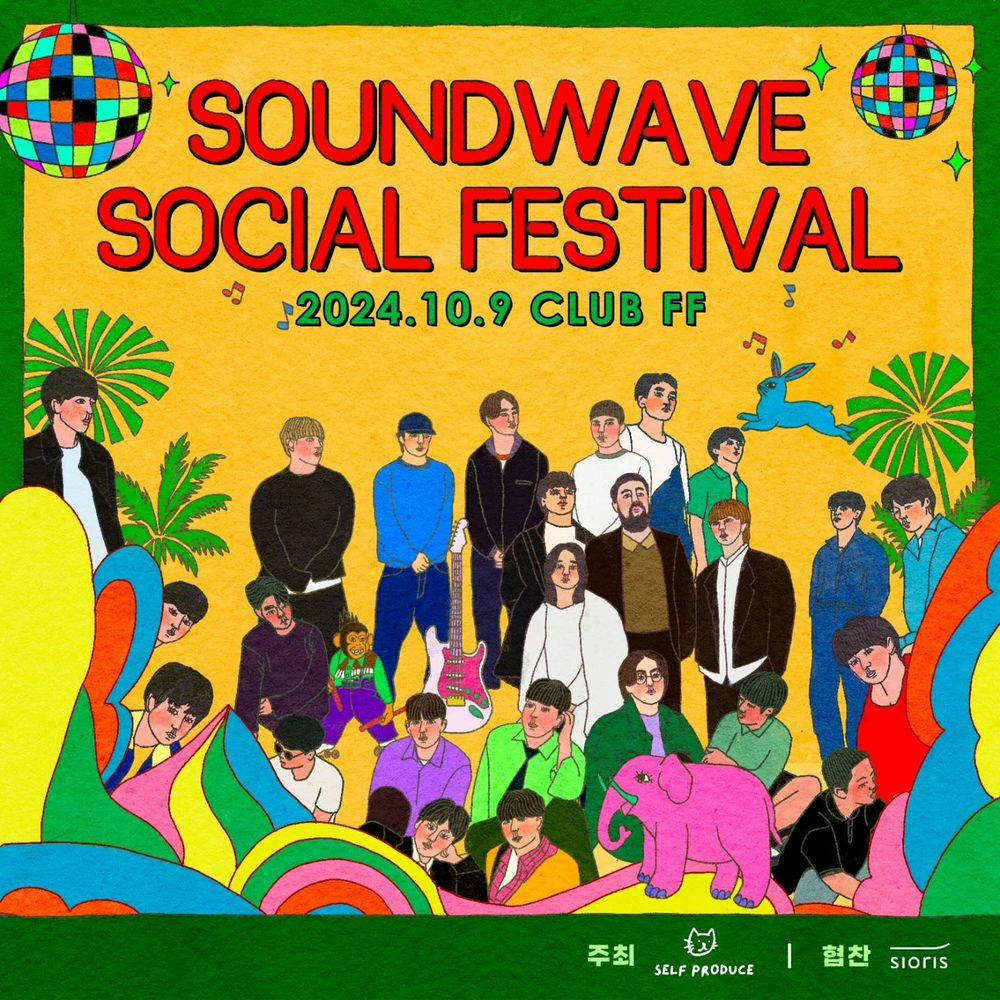 SOUNDWAVE
SOCIAL FESTIVAL
2024.10.9 CLUB FF
주최 SELF PRODUCE | 협찬 sioris